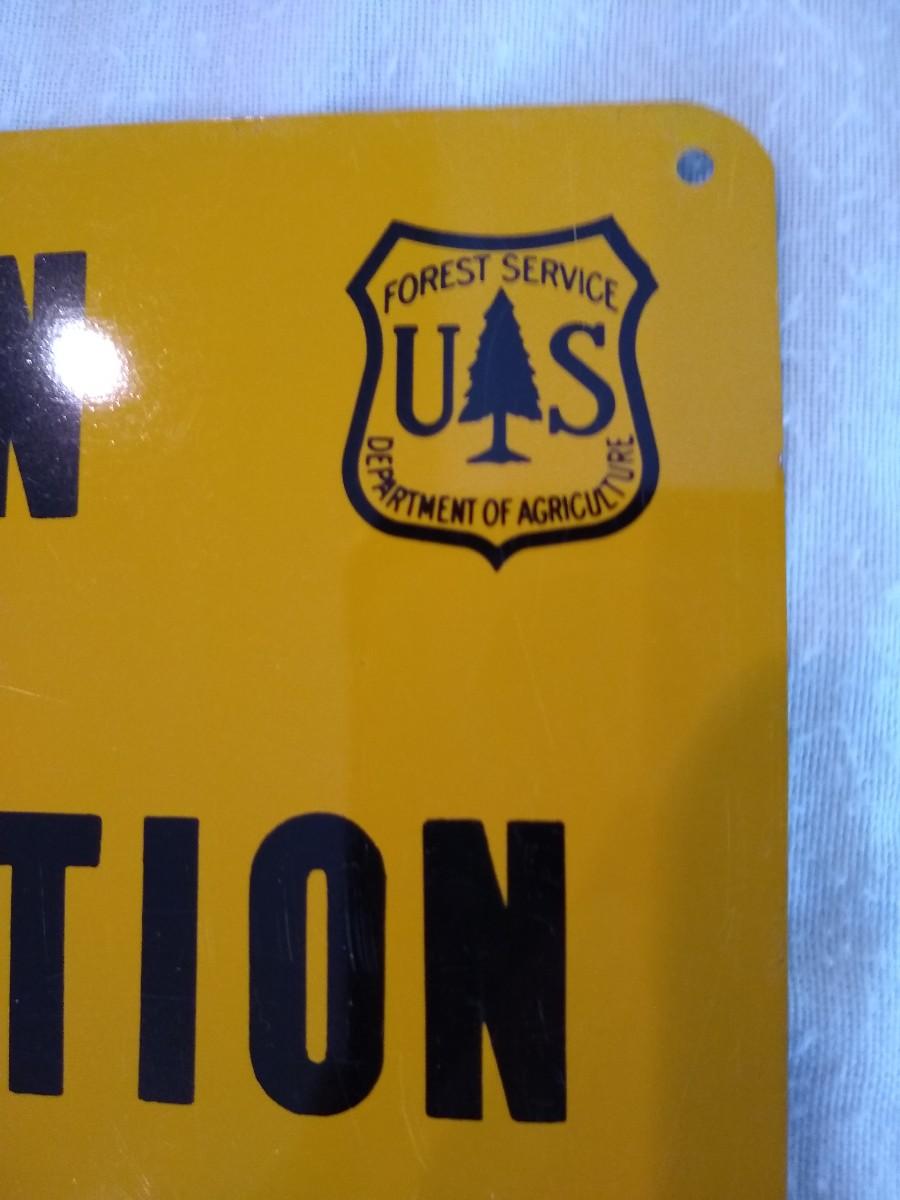 N
FOREST SERVICE
U S
DEPARTMENT OF AGRICULTURE
TION